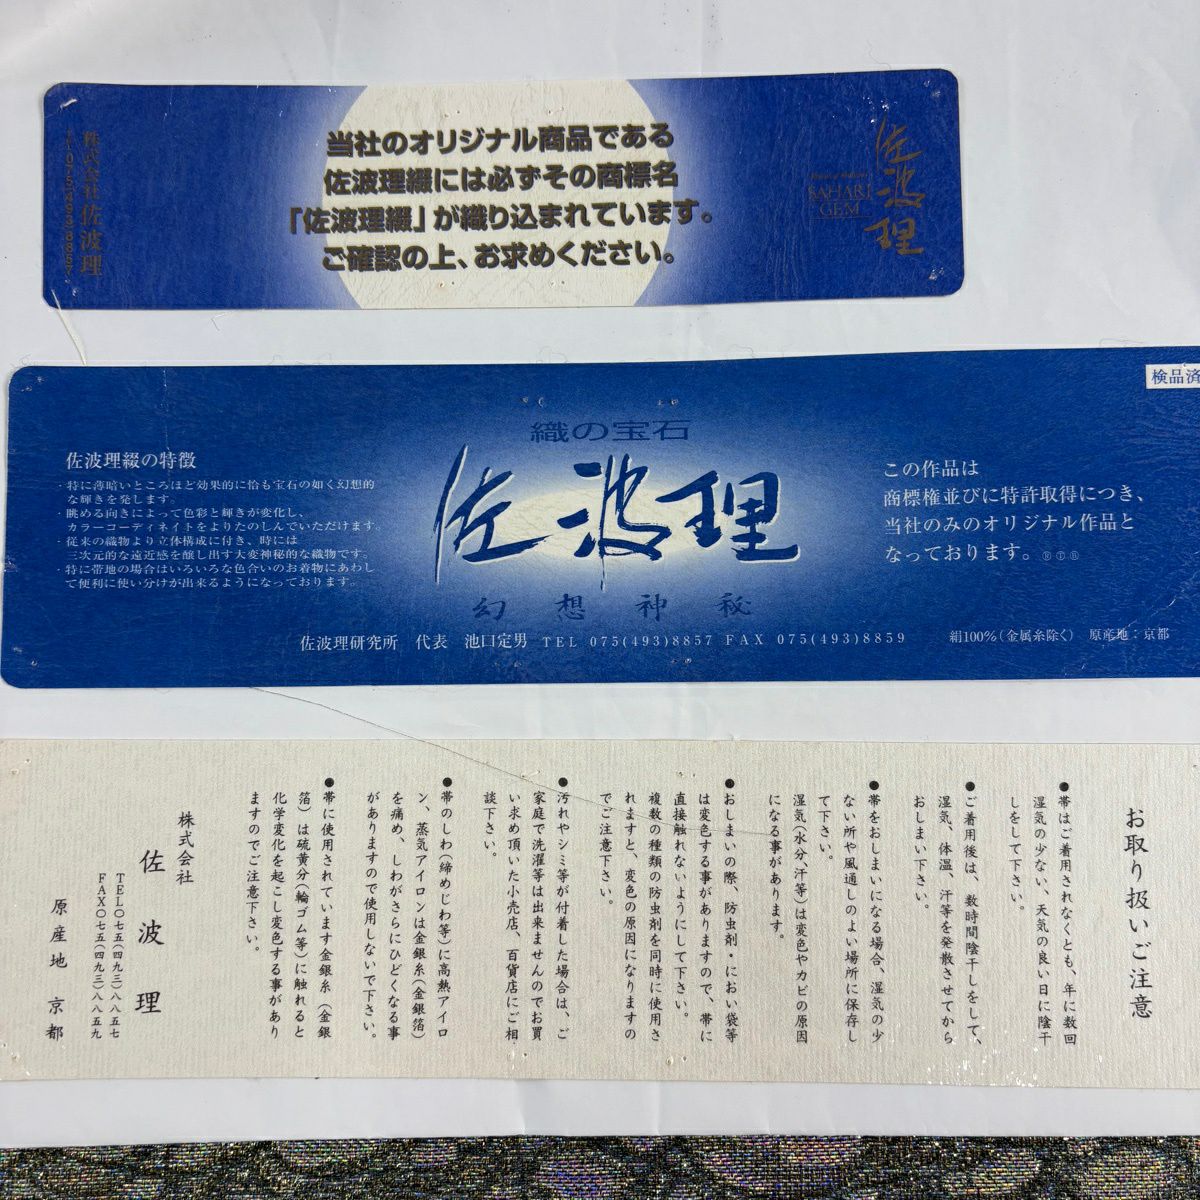 当社のオリジナル商品である
佐波理綴には必ずその商標名
「佐波理綴」が織り込まれています。
ご確認の上、お求めください。
株式会社佐波理
佐波理
SAHARI
GEM
検品済
織の宝石
佐波理
幻想神秘
佐波理綴の特徴
・特に薄暗いところほど効果的に恰も宝石の如く幻想的
な輝きを発します。
・眺める向きによって色彩と輝きが変化し、
カラーコーディネイトをよりたのしんでいただけます。
・従来の織物より立体構成に付き、時には
三次元的な遠近感を醸し出す大変神秘的な織物です。
・特に帯地の場合はいろいろな色合いのお着物にあわし
て便利に使い分けが出来るようになっております。
この作品は
商標権並びに特許取得につき、
当社のみのオリジナル作品と
なっております。
佐波理研究所 代表 池口定男 TEL 075(493)8857 FAX 075(493)8859
絹100%(金属糸除く) 原産地:京都
お取り扱いご注意
●帯はご着用されなくとも、年に数回
湿気の少ない、天気の良い日に陰干
しをして下さい。
●ご着用後は、数時間陰干しをして、
湿気、体温、汗等を発散させてから
おしまい下さい。
●帯をおしまいになる場合、湿気の少
ない所や風通しのよい場所に保存し
て下さい。
湿気(水分、汗等)は変色やカビの原因
になる事があります。
●おしまいの際、防虫剤・におい袋等
は変色する事がありますので、帯に
直接触れないようにして下さい。
複数の種類の防虫剤を同時に使用さ
れますと、変色の原因になりますの
でご注意下さい。
●汚れやシミ等が付着した場合は、ご
家庭で洗濯等は出来ませんのでお買
い求め頂いた小売店、百貨店にご相
談下さい。
●帯のしわ(締めじわ等)に高熱アイロ
ン、蒸気アイロンは金銀糸(金銀箔)
を痛め、しわがさらにひどくなる事
がありますので使用しないで下さい。
●帯に使用されています金銀糸(金銀
箔)は硫黄分(輪ゴム等)に触れると
化学変化を起こし変色する事があり
ますのでご注意下さい。
株式会社
佐波理
TEL〇七五(四九三)八八五七
FAX〇七五(四九三)八八五九
原産地 京都